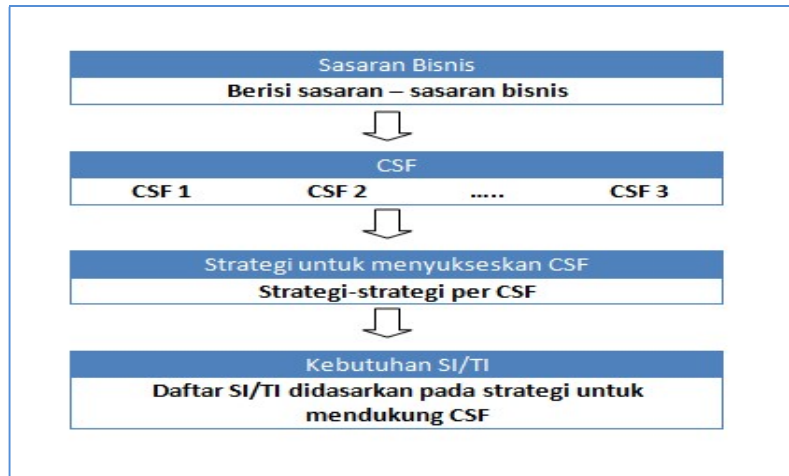 Sasaran Bisnis
Berisi sasaran – sasaran bisnis
CSF
CSF 1 CSF 2 ..... CSF 3
Strategi untuk menyukseskan CSF
Strategi-strategi per CSF
Kebutuhan SI/TI
Daftar SI/TI didasarkan pada strategi untuk
mendukung CSF